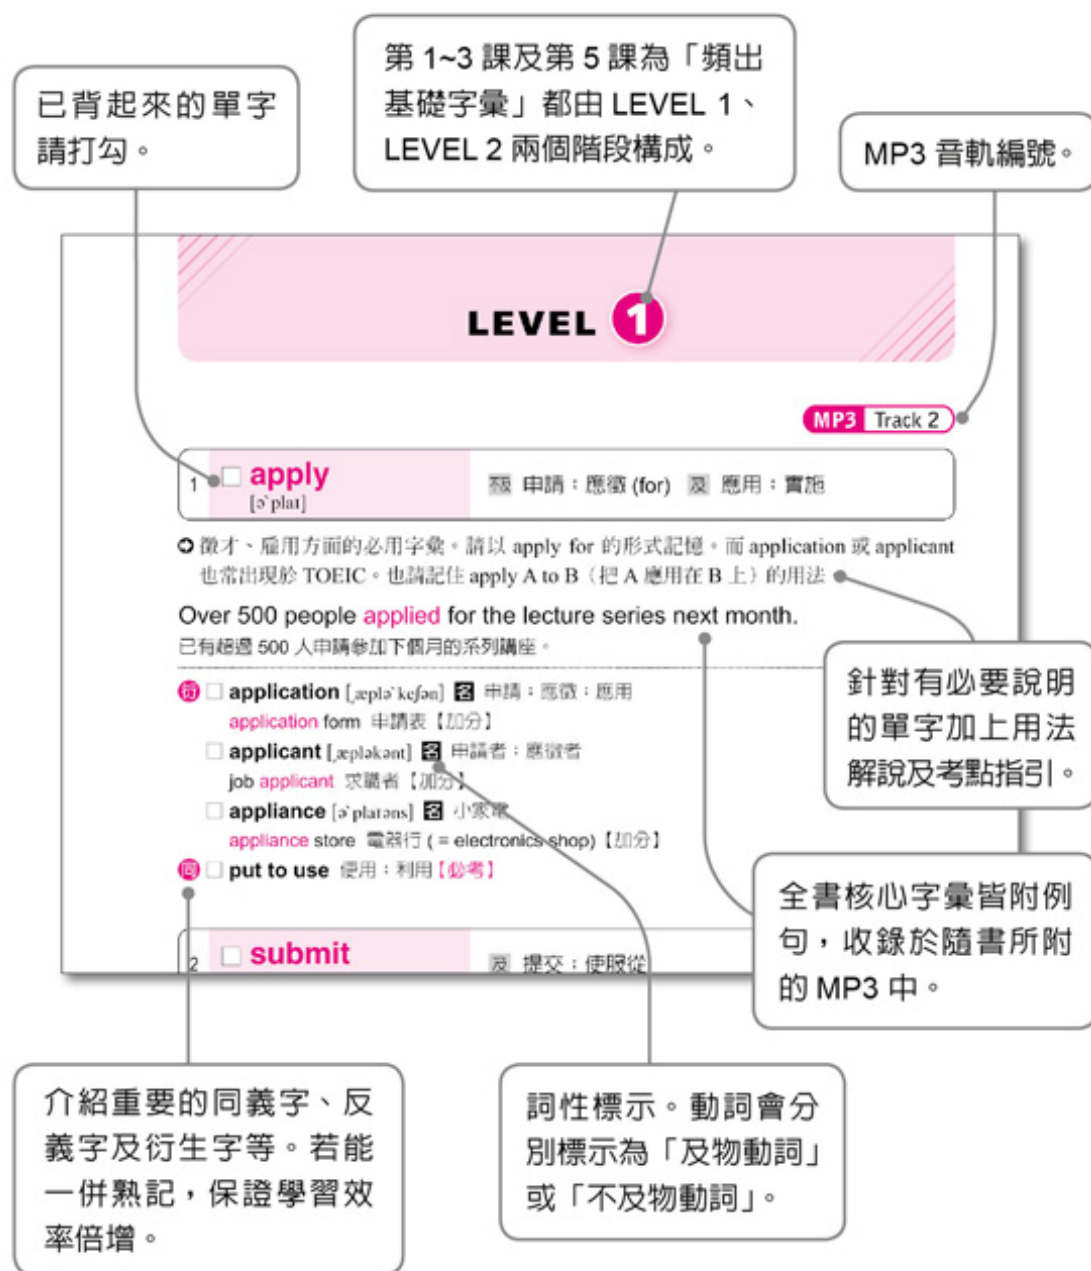 已背起來的單字
請打勾。
第 1~3 課及第 5 課為「頻出
基礎字彙」都由 LEVEL 1、
LEVEL 2 兩個階段構成。
MP3 音軌編號。
LEVEL 1
MP3 Track 2
1 apply
[ə`plaɪ]
不及 申請；應徵 (for) 及 應用；實施
徵才、雇用方面的必用字彙。請以 apply for 的形式記憶。而 application 或 applicant
也常出現於 TOEIC。也請記住 apply A to B（把 A 應用在 B 上）的用法
Over 500 people applied for the lecture series next month.
已有超過 500 人申請參加下個月的系列講座。
衍 application [ˌæplə`keʃən] 名 申請；應徵；應用
application form 申請表【加分】
applicant [ˌæpləkənt] 名 申請者；應徵者
job applicant 求職者【加分】
appliance [ə`plaɪəns] 名 小家電
appliance store 電器行 ( = electronics shop)【加分】
同 put to use 使用；利用【必考】
2 submit
及 提交；使服從
針對有必要說明
的單字加上用法
解說及考點指引。
全書核心字彙皆附例
句，收錄於隨書所附
的 MP3 中。
介紹重要的同義字、反
義字及衍生字等。若能
一併熟記，保證學習效
率倍增。
詞性標示。動詞會分
別標示為「及物動詞」
或「不及物動詞」。